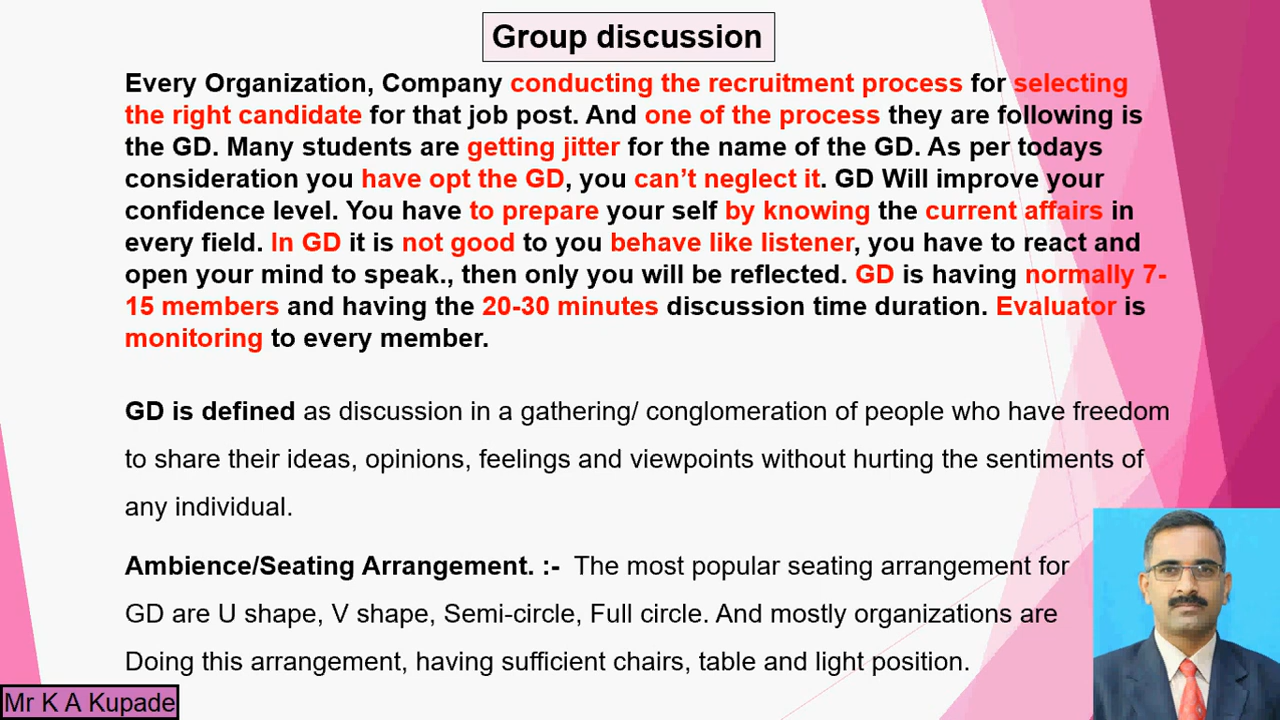 Group discussion
Every Organization, Company conducting the recruitment process for selecting
the right candidate for that job post. And one of the process they are following is
the GD. Many students are getting jitter for the name of the GD. As per todays
consideration you have opt the GD, you can’t neglect it. GD Will improve your
confidence level. You have to prepare your self by knowing the current affairs in
every field. In GD it is not good to you behave like listener, you have to react and
open your mind to speak., then only you will be reflected. GD is having normally 7-
15 members and having the 20-30 minutes discussion time duration. Evaluator is
monitoring to every member.
GD is defined as discussion in a gathering/ conglomeration of people who have freedom
to share their ideas, opinions, feelings and viewpoints without hurting the sentiments of
any individual.
Ambience/Seating Arrangement. :- The most popular seating arrangement for
GD are U shape, V shape, Semi-circle, Full circle. And mostly organizations are
Doing this arrangement, having sufficient chairs, table and light position.
Mr K A Kupade